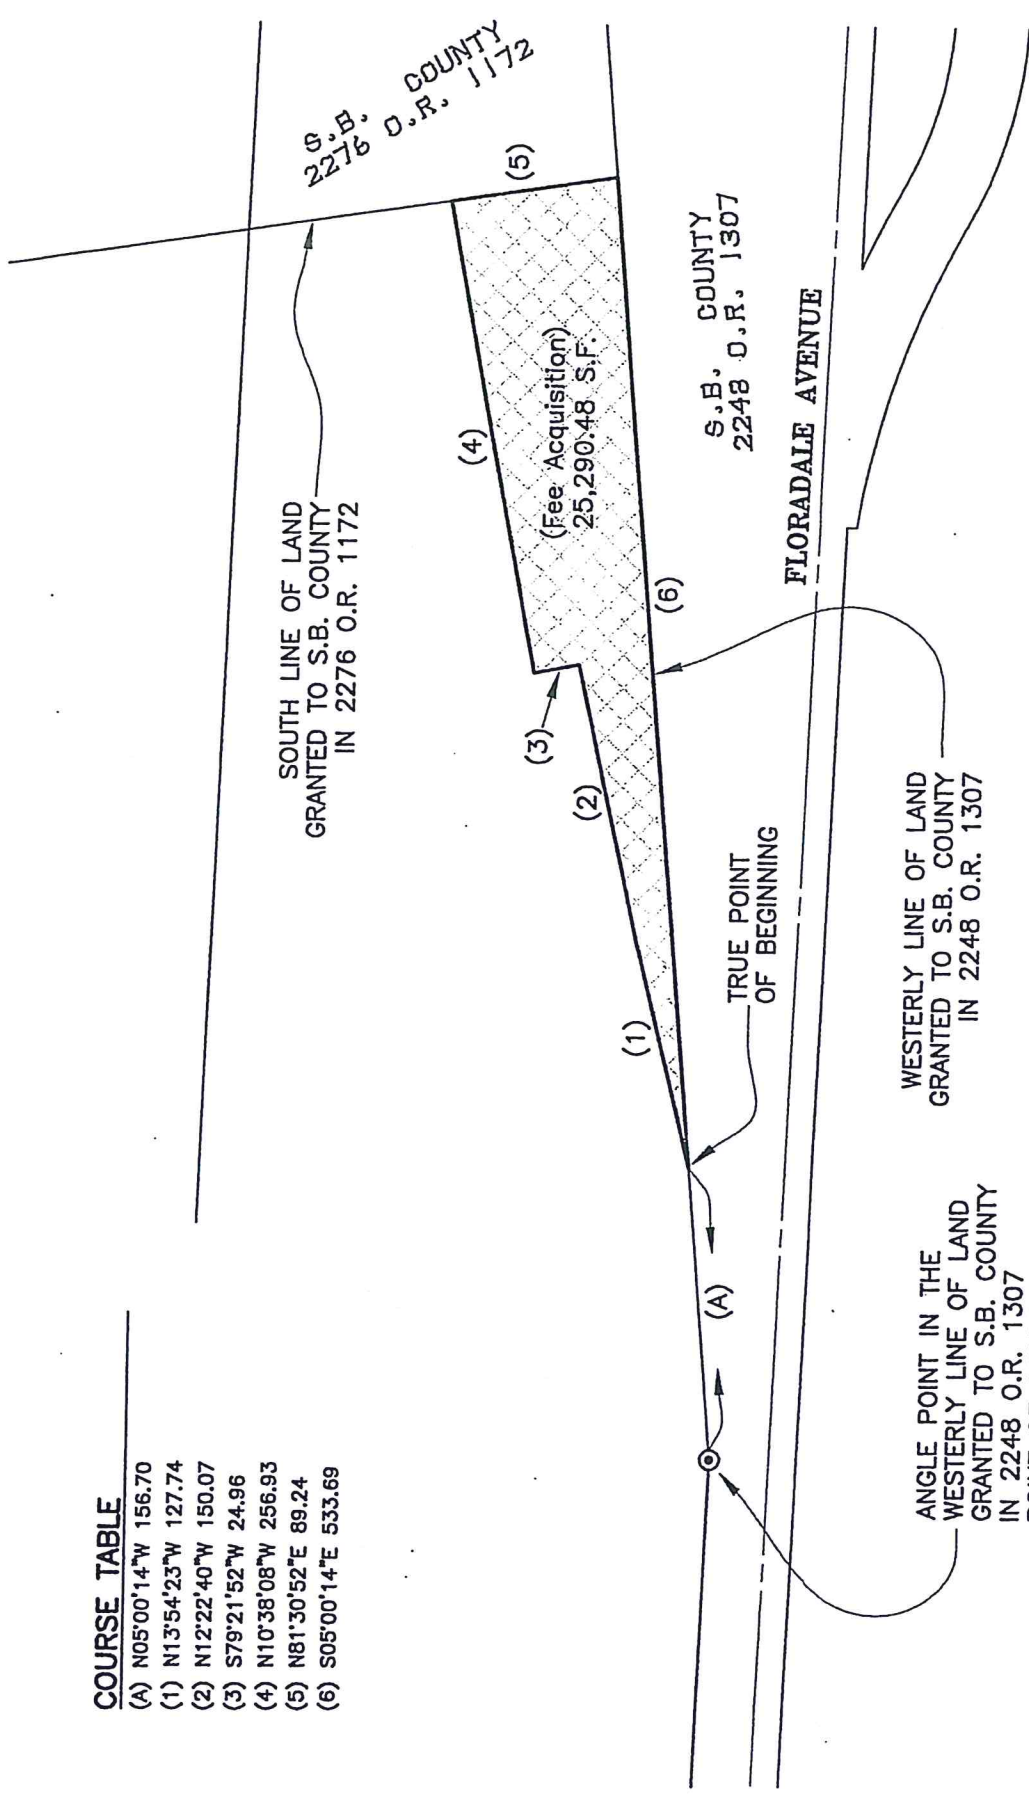 COURSE TABLE
(A) N05°00'14"W 156.70
(1) N13°54'23"W 127.74
(2) N12°22'40"W 150.07
(3) S79°21'52"W 24.96
(4) N10°38'08"W 256.93
(5) N81°30'52"E 89.24
(6) S05°00'14"E 533.69
S.B. COUNTY
2276 O.R. 1172
SOUTH LINE OF LAND
GRANTED TO S.B. COUNTY
IN 2276 O.R. 1172
(5)
(4)
(Fee Acquisition)
25,290.48 S.F.
(3)
(2)
(1)
(6)
S.B. COUNTY
2248 O.R. 1307
TRUE POINT
OF BEGINNING
(A)
FLORADALE AVENUE
WESTERLY LINE OF LAND
GRANTED TO S.B. COUNTY
IN 2248 O.R. 1307
ANGLE POINT IN THE
WESTERLY LINE OF LAND
GRANTED TO S.B. COUNTY
IN 2248 O.R. 1307